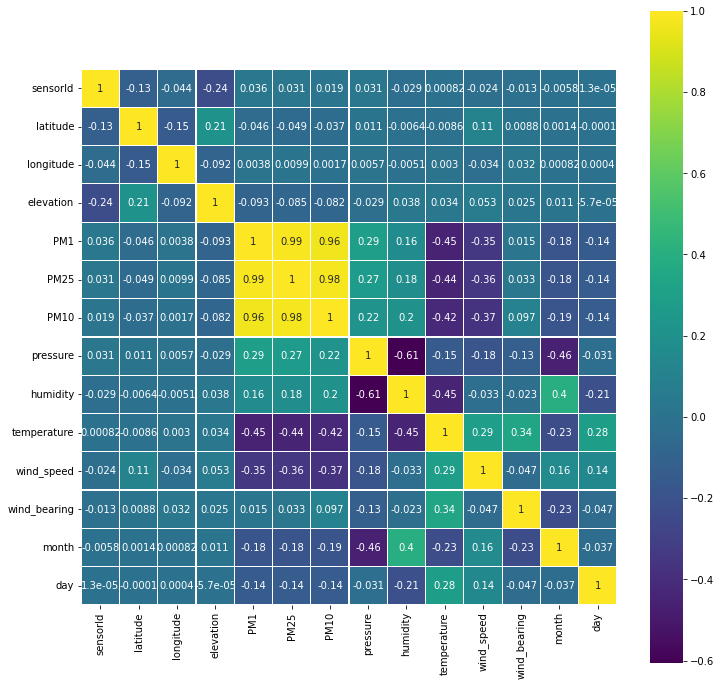 1.0
sensorId 1 -0.13 -0.044 -0.24 0.036 0.031 0.019 0.031 -0.029 0.00082 -0.024 -0.013 -0.0058 1.3e-05
latitude -0.13 1 -0.15 0.21 -0.046 -0.049 -0.037 0.011 -0.0064 -0.0086 0.11 0.0088 0.0014 -0.0001
0.8
longitude -0.044 -0.15 1 -0.092 0.0038 0.0099 0.0017 0.0057 -0.0051 0.003 -0.034 0.032 0.00082 0.0004
elevation -0.24 0.21 -0.092 1 -0.093 -0.085 -0.082 -0.029 0.038 0.034 0.053 0.025 0.011 -5.7e-05
0.6
PM1 0.036 -0.046 0.0038 -0.093 1 0.99 0.96 0.29 0.16 -0.45 -0.35 0.015 -0.18 -0.14
PM25 0.031 -0.049 0.0099 -0.085 0.99 1 0.98 0.27 0.18 -0.44 -0.36 0.033 -0.18 -0.14
0.4
PM10 0.019 -0.037 0.0017 -0.082 0.96 0.98 1 0.22 0.2 -0.42 -0.37 0.097 -0.19 -0.14
0.2
pressure 0.031 0.011 0.0057 -0.029 0.29 0.27 0.22 1 -0.61 -0.15 -0.18 -0.13 -0.46 -0.031
humidity -0.029 -0.0064 -0.0051 0.038 0.16 0.18 0.2 -0.61 1 -0.45 -0.033 -0.023 0.4 -0.21
0.0
temperature 0.00082 -0.0086 0.003 0.034 -0.45 -0.44 -0.42 -0.15 -0.45 1 0.29 0.34 -0.23 0.28
wind_speed -0.024 0.11 -0.034 0.053 -0.35 -0.36 -0.37 -0.18 -0.033 0.29 1 -0.047 0.16 0.14
−0.2
wind_bearing -0.013 0.0088 0.032 0.025 0.015 0.033 0.097 -0.13 -0.023 0.34 -0.047 1 -0.23 -0.047
month -0.0058 0.0014 0.00082 0.011 -0.18 -0.18 -0.19 -0.46 0.4 -0.23 0.16 -0.23 1 -0.037
−0.4
day 1.3e-05 -0.0001 0.0004 -5.7e-05 -0.14 -0.14 -0.14 -0.031 -0.21 0.28 0.14 -0.047 -0.037 1
−0.6
sensorId latitude longitude elevation PM1 PM25 PM10 pressure humidity temperature wind_speed wind_bearing month day